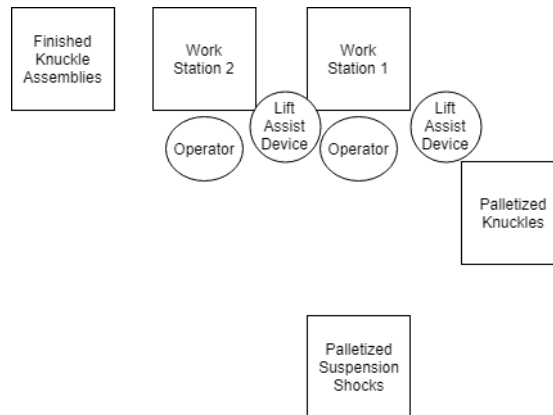 Finished
Knuckle
Assemblies
Work
Station 2
Work
Station 1
Lift
Assist
Device
Lift
Assist
Device
Operator
Operator
Palletized
Knuckles
Palletized
Suspension
Shocks